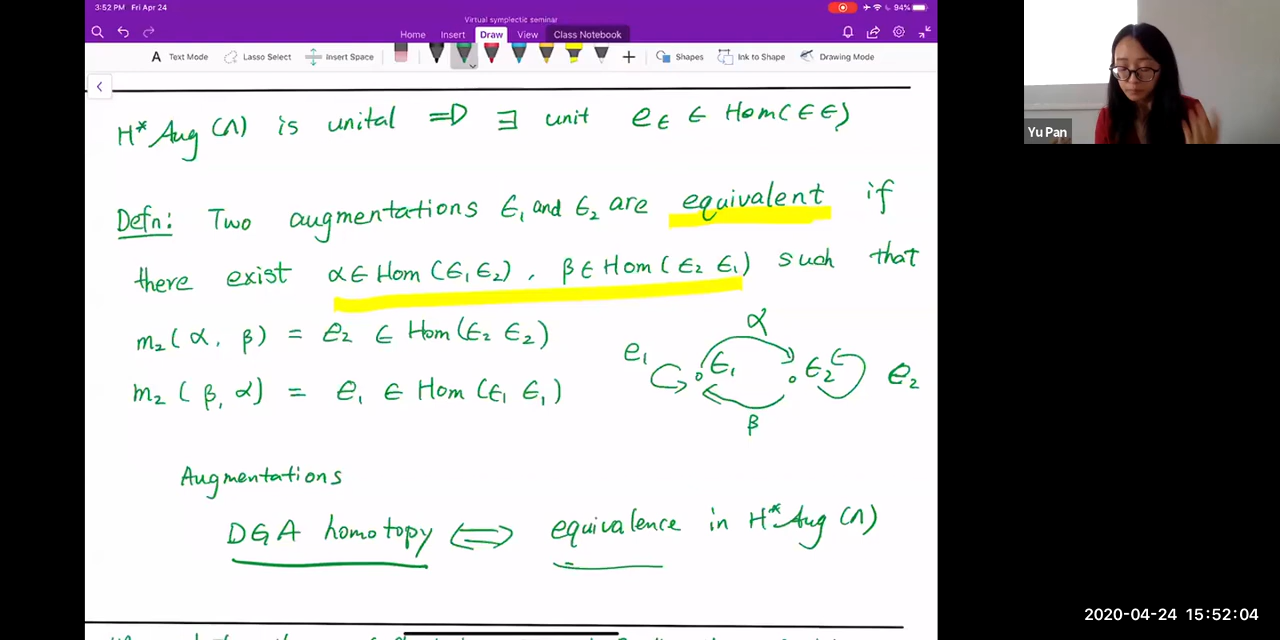 3:52 PM Fri Apr 24
94%
Virtual symplectic seminar
Home Insert Draw View Class Notebook
Text Mode Lasso Select Insert Space Shapes Ink to Shape Drawing Mode
H* Aug (Λ) is unital ⇒ ∃ unit e_ϵ ∈ Hom(ϵ ϵ)
Defn: Two augmentations ϵ₁ and ϵ₂ are equivalent if
there exist α ∈ Hom (ϵ₁ ϵ₂), β ∈ Hom (ϵ₂ ϵ₁) such that
m₂ (α, β) = e₂ ∈ Hom (ϵ₂ ϵ₂)
m₂ (β, α) = e₁ ∈ Hom (ϵ₁ ϵ₁)
α
e₁ ϵ₁ ϵ₂ e₂
β
Augmentations
DGA homotopy ⟺ equivalence in H* Aug (Λ)
Yu Pan
2020-04-24 15:52:04